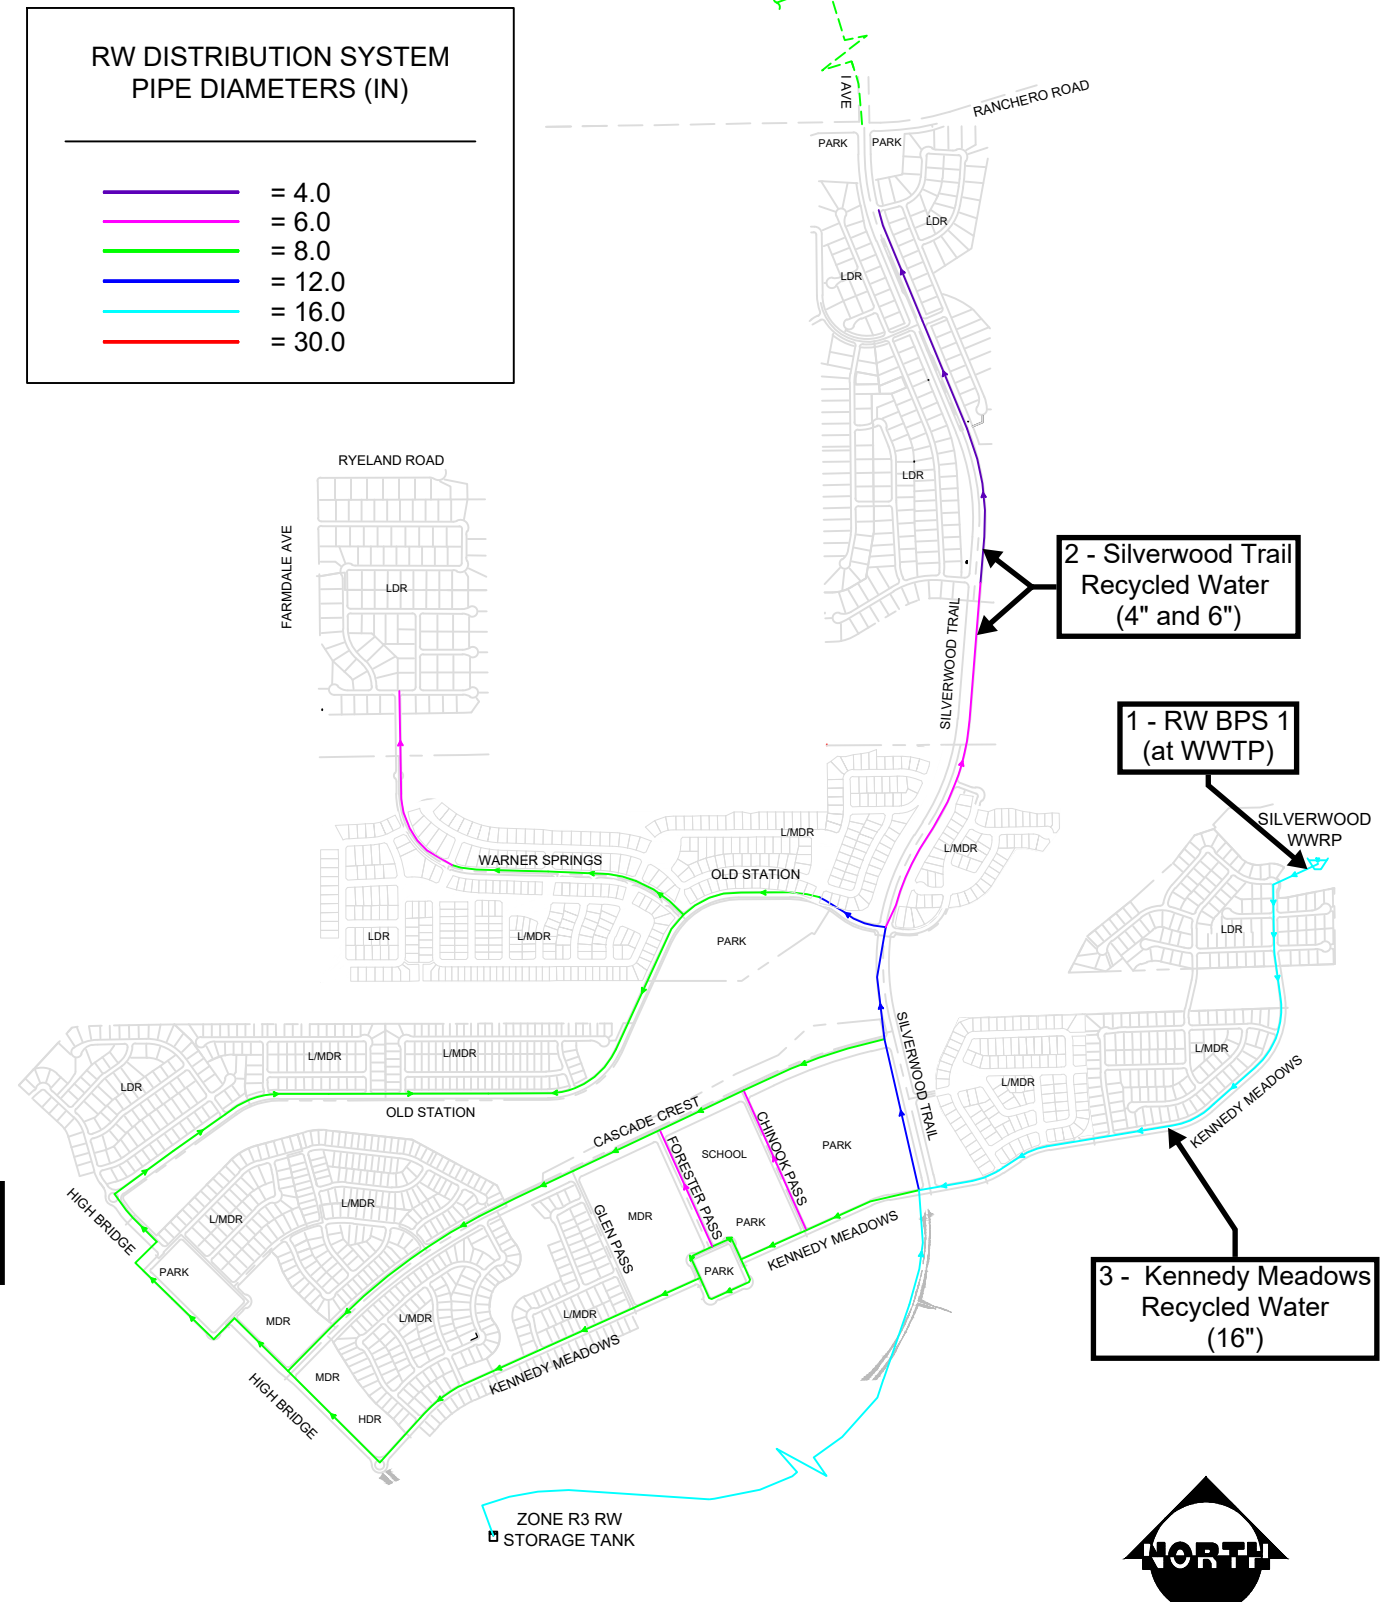 RW DISTRIBUTION SYSTEM
PIPE DIAMETERS (IN)
= 4.0
= 6.0
= 8.0
= 12.0
= 16.0
= 30.0
I AVE
RANCHERO ROAD
PARK
PARK
LDR
LDR
LDR
RYELAND ROAD
FARMDALE AVE
LDR
2 - Silverwood Trail
Recycled Water
(4" and 6")
SILVERWOOD TRAIL
1 - RW BPS 1
(at WWTP)
SILVERWOOD
WWRP
L/MDR
L/MDR
WARNER SPRINGS
OLD STATION
LDR
L/MDR
PARK
LDR
SILVERWOOD TRAIL
L/MDR
L/MDR
L/MDR
L/MDR
LDR
OLD STATION
KENNEDY MEADOWS
CASCADE CREST
CHINOOK PASS
FORESTER PASS
SCHOOL
PARK
HIGH BRIDGE
L/MDR
L/MDR
GLEN PASS
MDR
PARK
KENNEDY MEADOWS
PARK
PARK
3 - Kennedy Meadows
Recycled Water
(16")
MDR
L/MDR
L/MDR
KENNEDY MEADOWS
MDR
HDR
HIGH BRIDGE
ZONE R3 RW
STORAGE TANK
NORTH